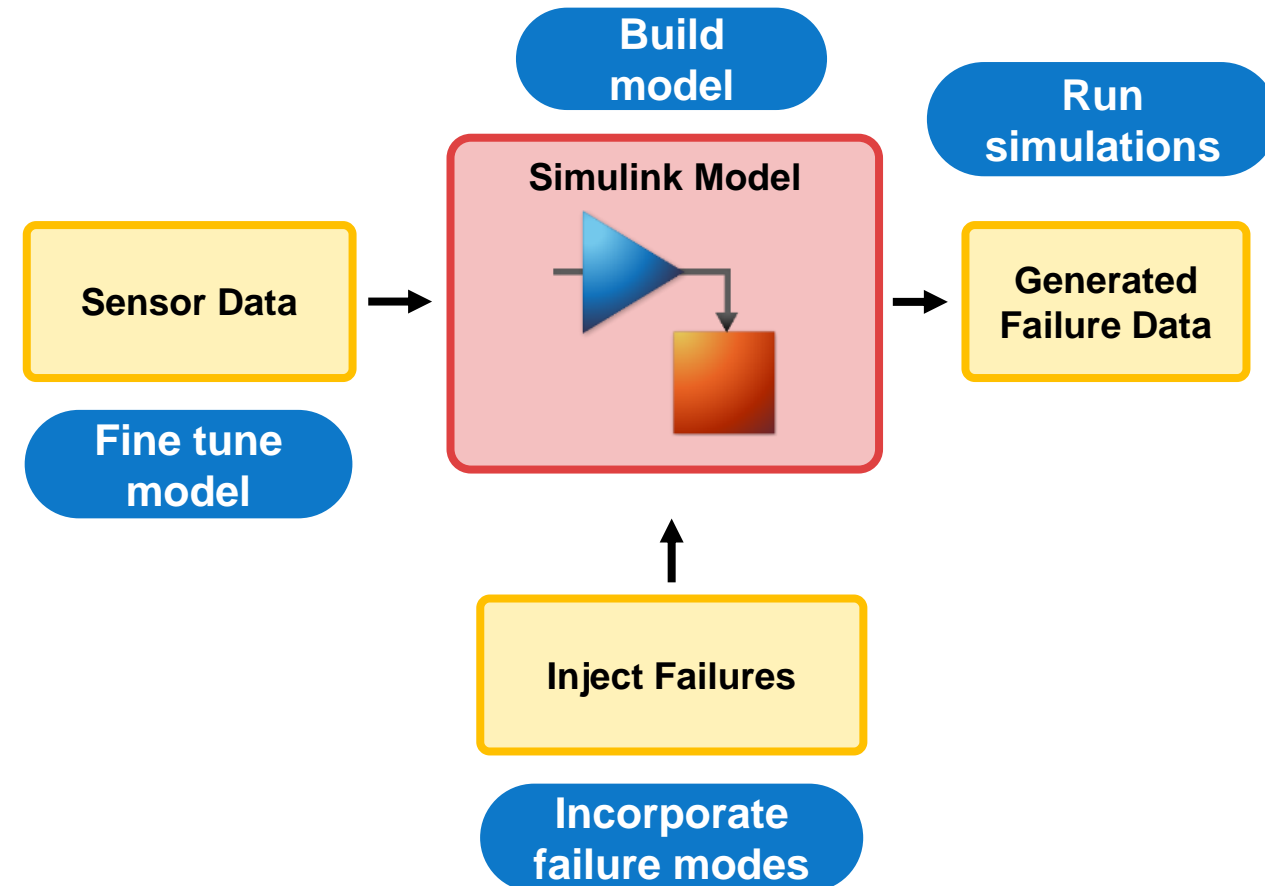 Build
model
Run
simulations
Simulink Model
Sensor Data
Generated
Failure Data
Fine tune
model
Inject Failures
Incorporate
failure modes